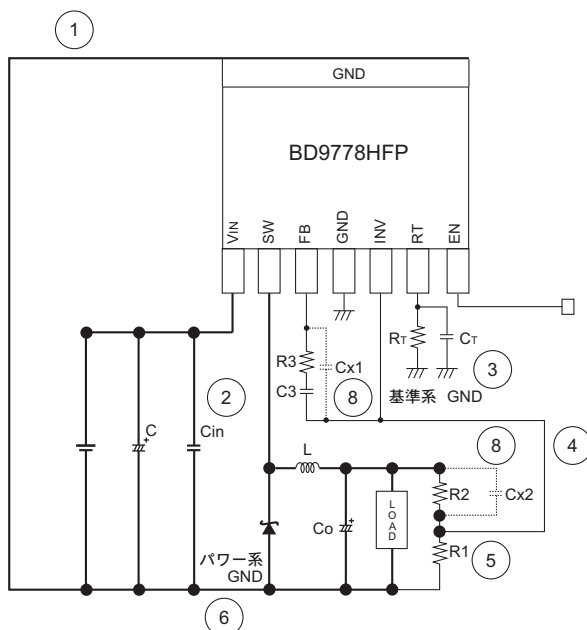 1
GND
BD9778HFP
VIN
SW
FB
GND
INV
RT
EN
RT
CT
R3
Cx1
C3
3
基準系 GND
2
8
C
Cin
8
4
L
R2
Cx2
Co
LOAD
R1
5
パワー系
GND
6